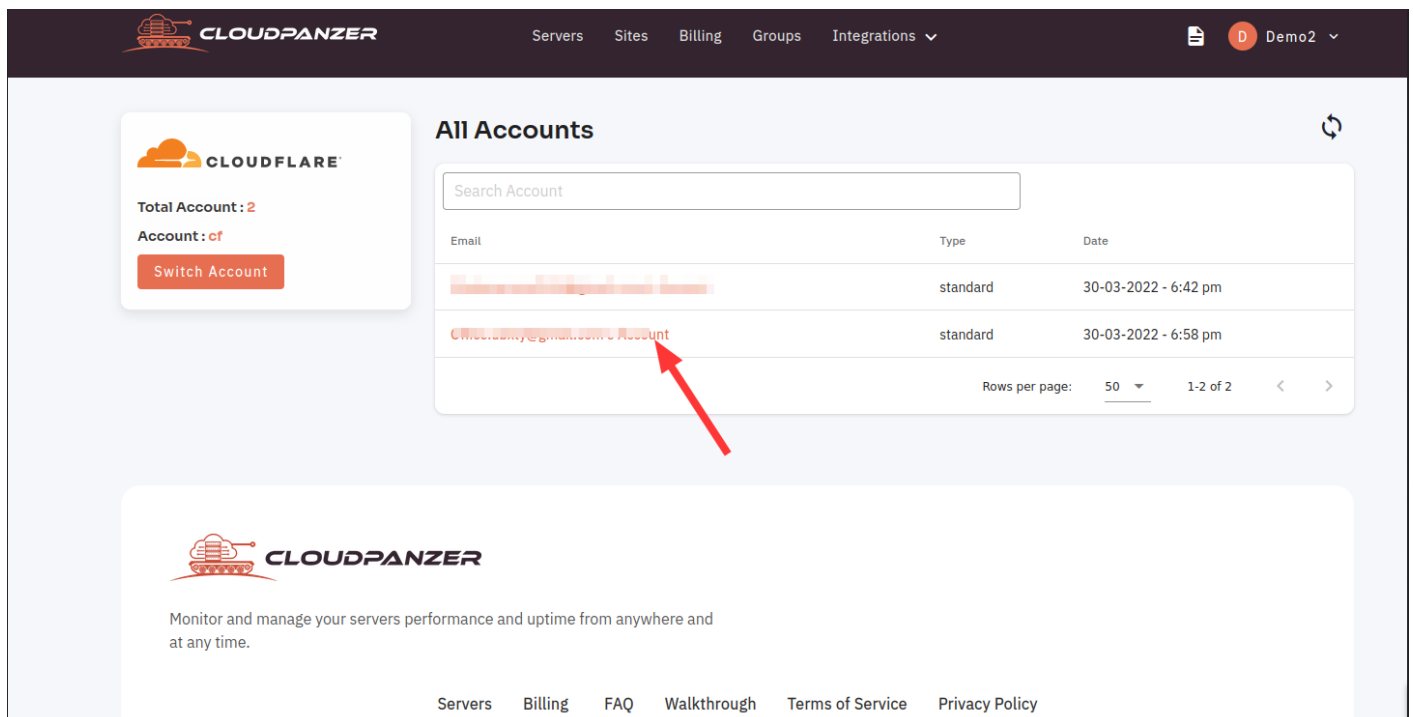 CLOUDPANZER Servers Sites Billing Groups Integrations D Demo2
CLOUDFLARE
Total Account : 2
Account : cf
Switch Account
All Accounts
Search Account
Email Type Date
standard 30-03-2022 - 6:42 pm
standard 30-03-2022 - 6:58 pm
Rows per page: 50 1-2 of 2
CLOUDPANZER
Monitor and manage your servers performance and uptime from anywhere and
at any time.
Servers Billing FAQ Walkthrough Terms of Service Privacy Policy